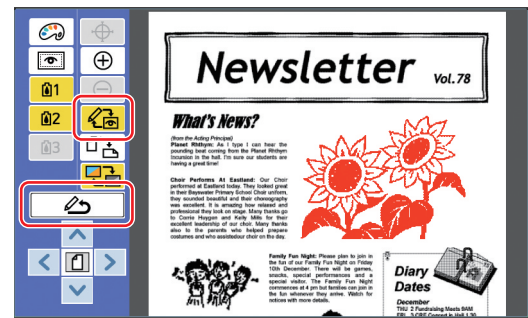 1
2
3
Newsletter
Vol.78
What's News?
(from the Acting Principal)
Planet Rhthym: As I type I can hear the
pounding beat coming from the Planet Rhthym
Incursion in the hall. I'm sure our students are
having a great time!
Choir Performs At Eastland: Our Choir
performed at Eastland today. They looked great
in their Bayswater Primary School Choir uniform,
they sounded beautiful and their choreography
was excellent. It is amazing how relaxed and
professional they look on stage. Many thanks go
to Corrie Huygen and Kelly Mills for their
excellent leadership of our choir. Many thanks
also to the parents who helped prepare
costumes and who assistedour choir on the day.
Family Fun Night: Please plan to join in
the fun of our Family Fun Night on Friday
10th December. There will be games,
snacks, special performances and a
special visitor. The Family Fun Night
commences at 4 pm but families can join in
the fun whenever they arrive. Watch for
notices with more details.
Diary
Dates
December
THU 2 Fundraising Meets 9AM